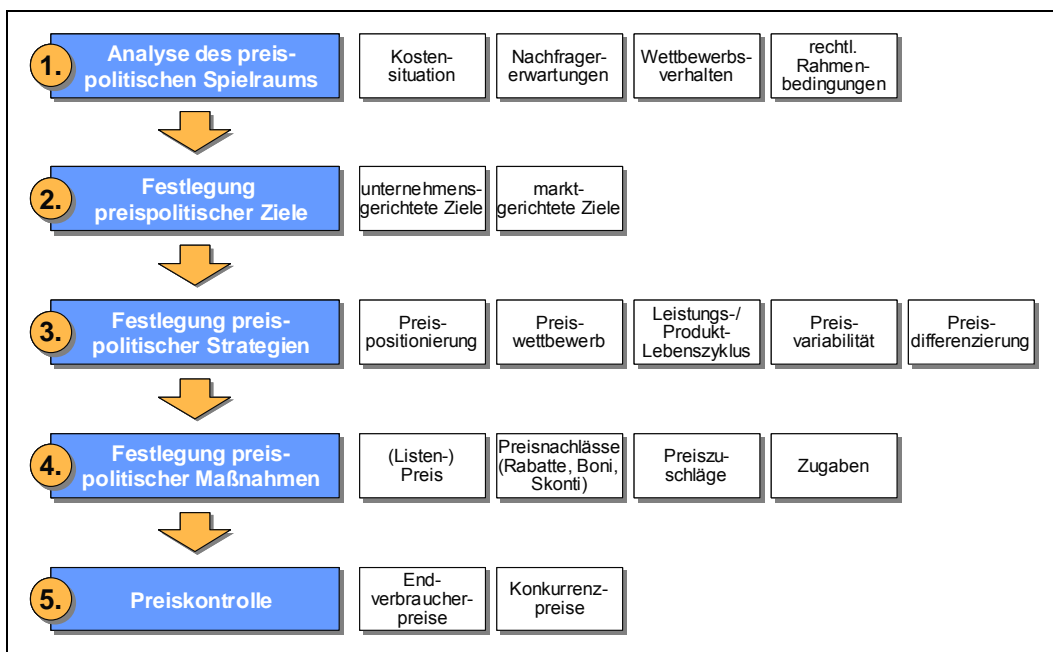 1.
Analyse des preis-
politischen Spielraums
Kosten-
situation
Nachfrager-
erwartungen
Wettbewerbs-
verhalten
rechtl.
Rahmen-
bedingungen
2.
Festlegung
preispolitischer Ziele
unternehmens-
gerichtete Ziele
markt-
gerichtete Ziele
3.
Festlegung preis-
politischer Strategien
Preis-
positionierung
Preis-
wettbewerb
Leistungs-/
Produkt-
Lebenszyklus
Preis-
variabilität
Preis-
differenzierung
4.
Festlegung preis-
politischer Maßnahmen
(Listen-)
Preis
Preisnachlässe
(Rabatte, Boni,
Skonti)
Preiszu-
schläge
Zugaben
5.
Preiskontrolle
End-
verbraucher-
preise
Konkurrenz-
preise